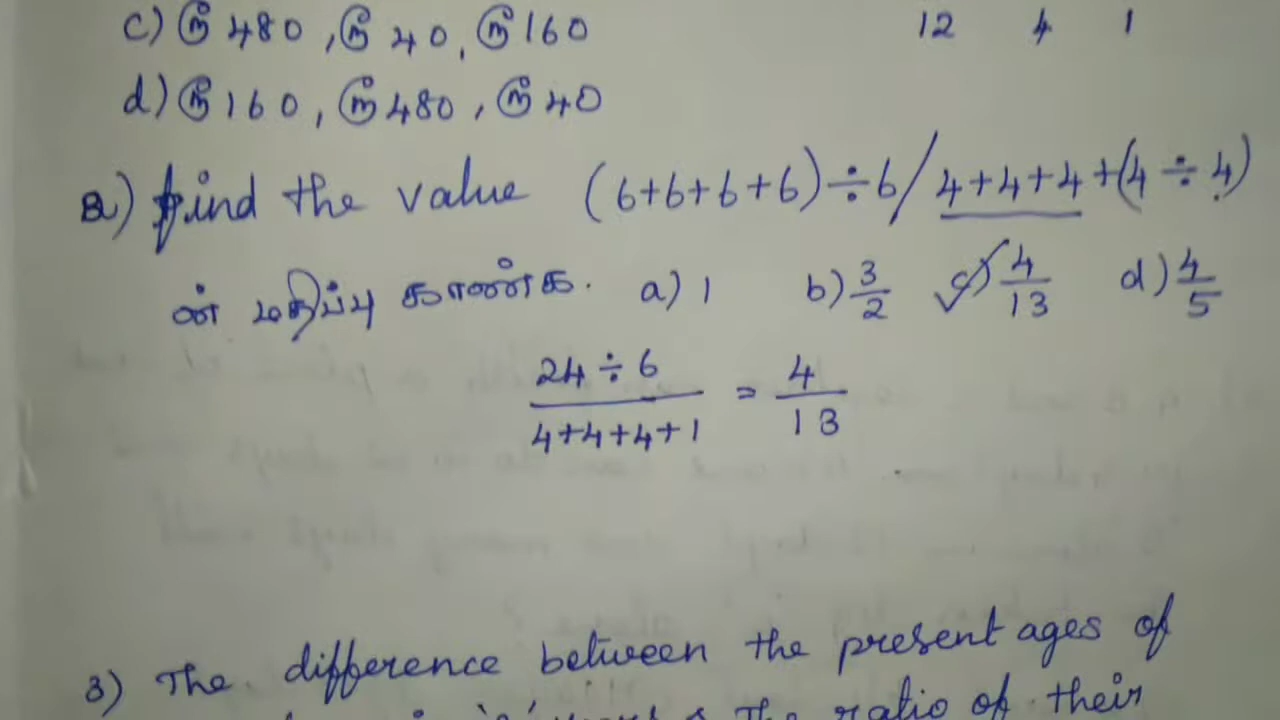 c) ரூ 480, ரூ 40, ரூ 160 12 4 1
d) ரூ 160, ரூ 480, ரூ 40
2) find the value (6+6+6+6)÷6/4+4+4+(4÷4)
ன் மதிப்பு காண்க. a) 1 b) 3/2 c) 4/13 d) 4/5
24÷6 / 4+4+4+1 = 4/13
3) The difference between the present ages of
The ratio of their